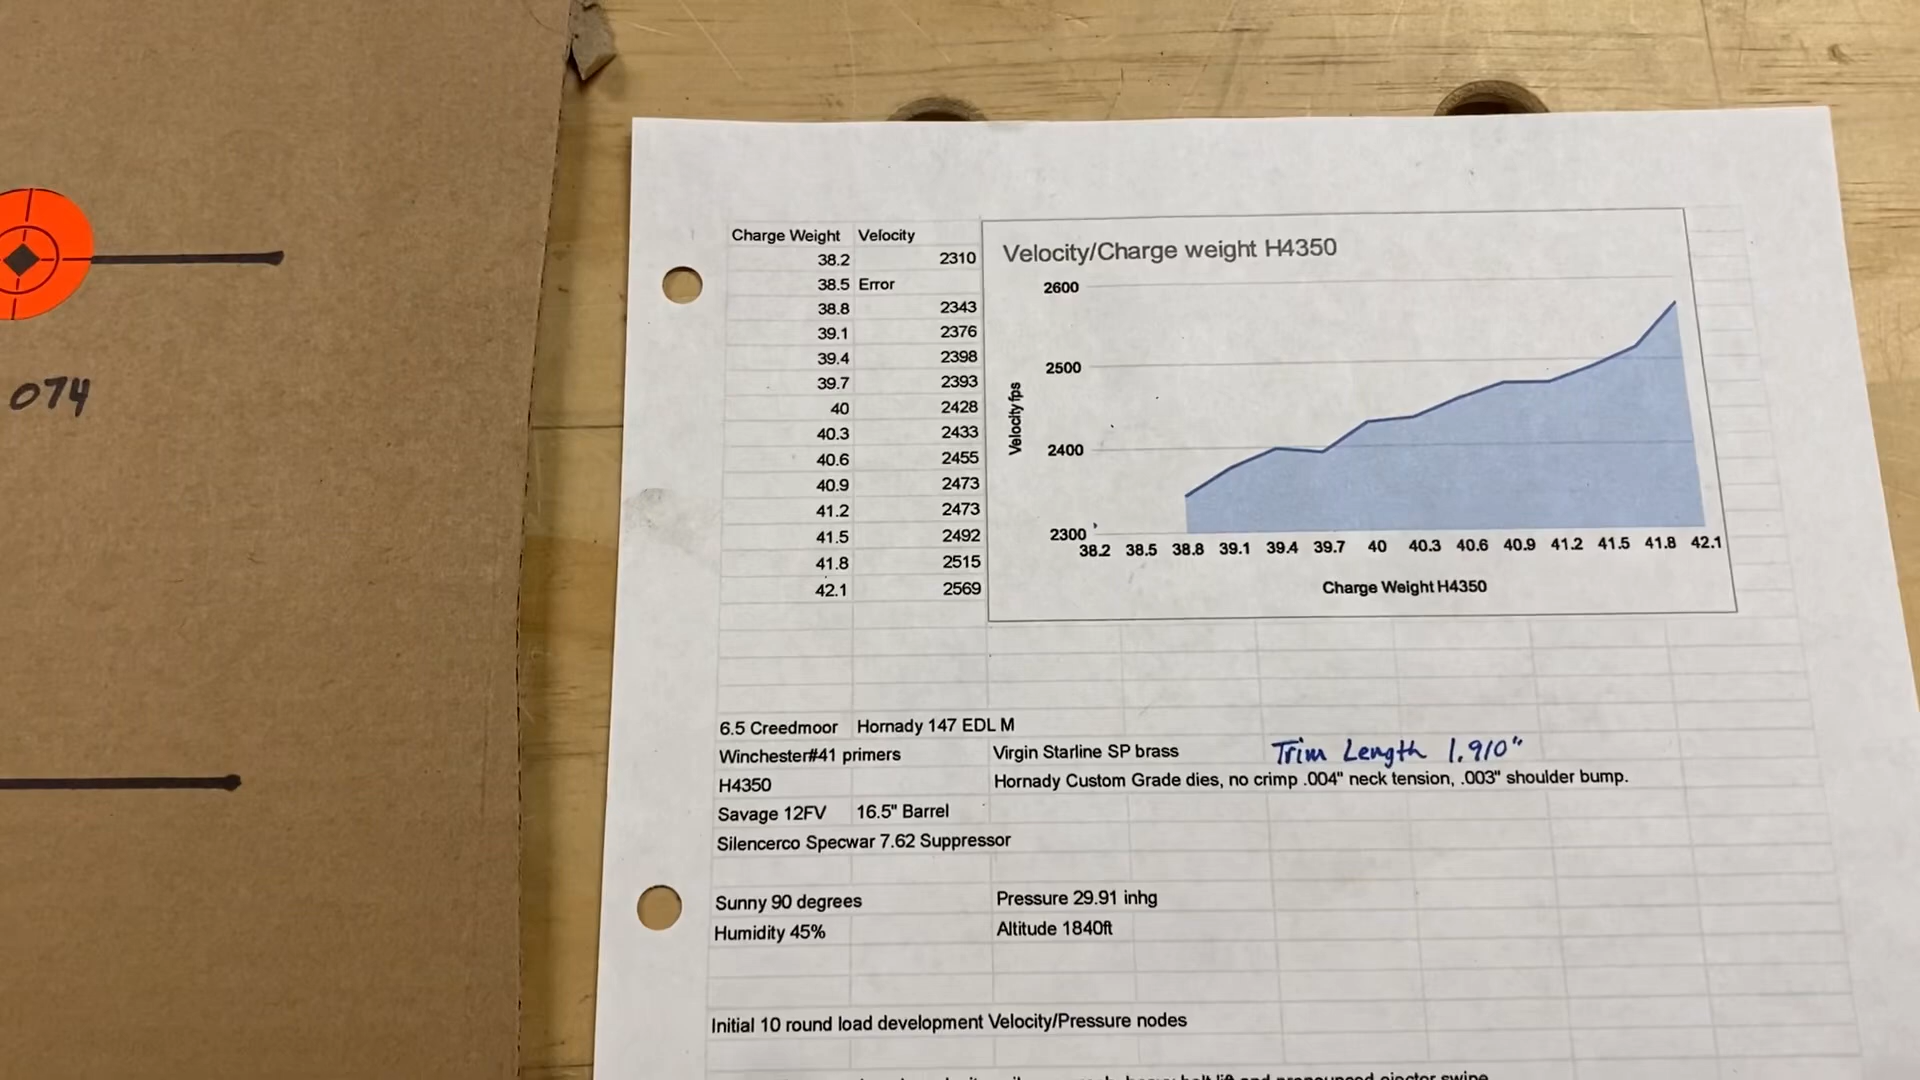 074
Charge Weight Velocity
38.2 2310
38.5 Error
38.8 2343
39.1 2376
39.4 2398
39.7 2393
40 2428
40.3 2433
40.6 2455
40.9 2473
41.2 2473
41.5 2492
41.8 2515
42.1 2569
Velocity/Charge weight H4350
2600
2500
2400
2300
Velocity fps
38.2 38.5 38.8 39.1 39.4 39.7 40 40.3 40.6 40.9 41.2 41.5 41.8 42.1
Charge Weight H4350
6.5 Creedmoor Hornady 147 EDL M
Winchester#41 primers Virgin Starline SP brass Trim Length 1.910"
H4350 Hornady Custom Grade dies, no crimp .004" neck tension, .003" shoulder bump.
Savage 12FV 16.5" Barrel
Silencerco Specwar 7.62 Suppressor
Sunny 90 degrees Pressure 29.91 inhg
Humidity 45% Altitude 1840ft
Initial 10 round load development Velocity/Pressure nodes
bolt lift and pronounced ejector swipe